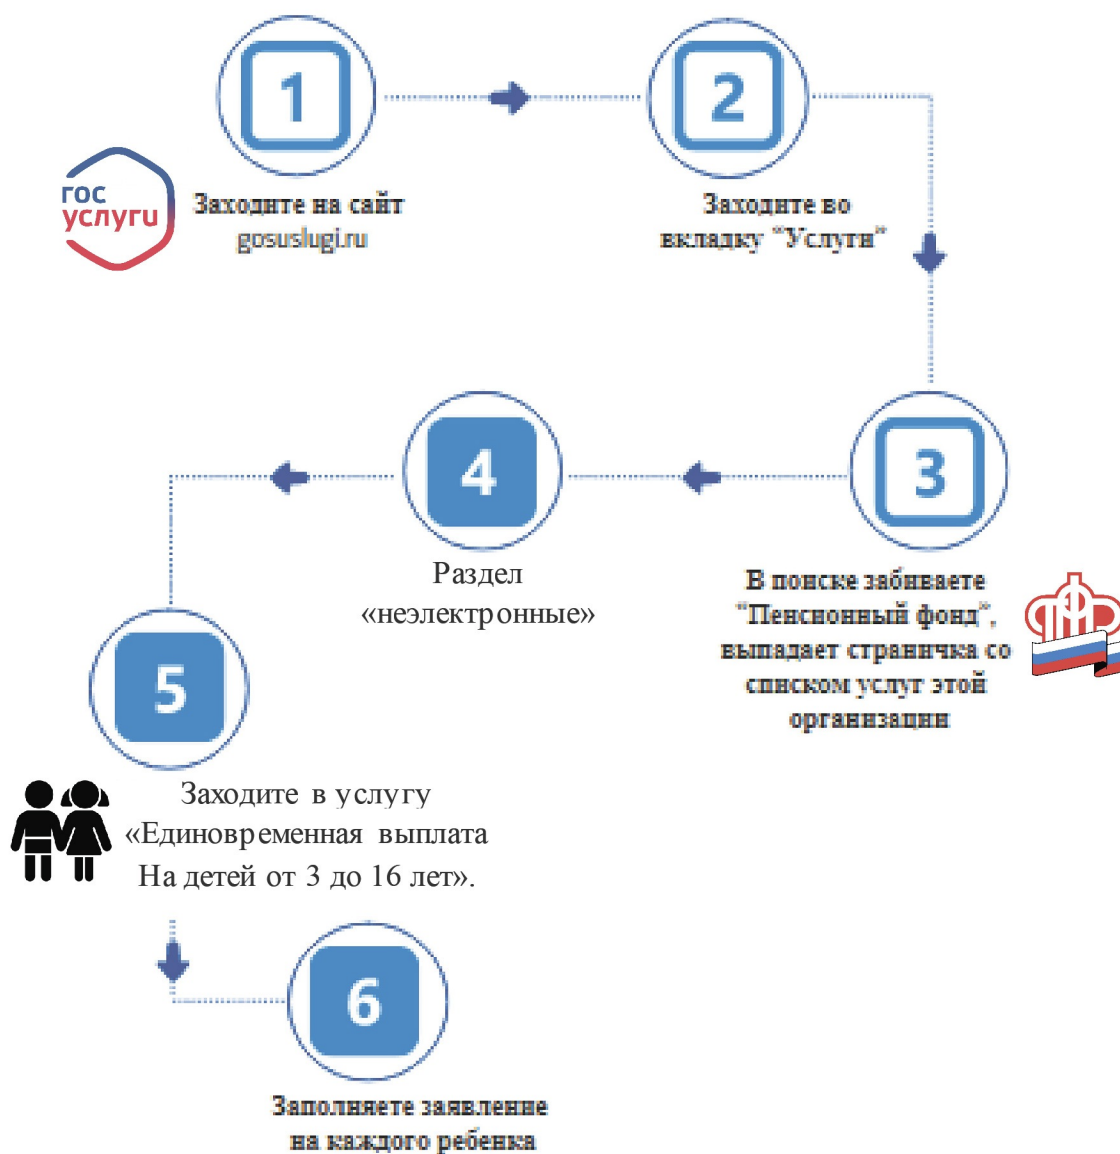 1
2
гос
услуги
Заходите на сайт
gosuslugi.ru
Заходите во
вкладку "Услуги"
3
В поиске забиваете
"Пенсионный фонд",
выпадает страничка со
списком услуг этой
организации
4
Раздел
«неэлектронные»
5
Заходите в услугу
«Единовременная выплата
На детей от 3 до 16 лет».
6
Заполняете заявление
на каждого ребенка